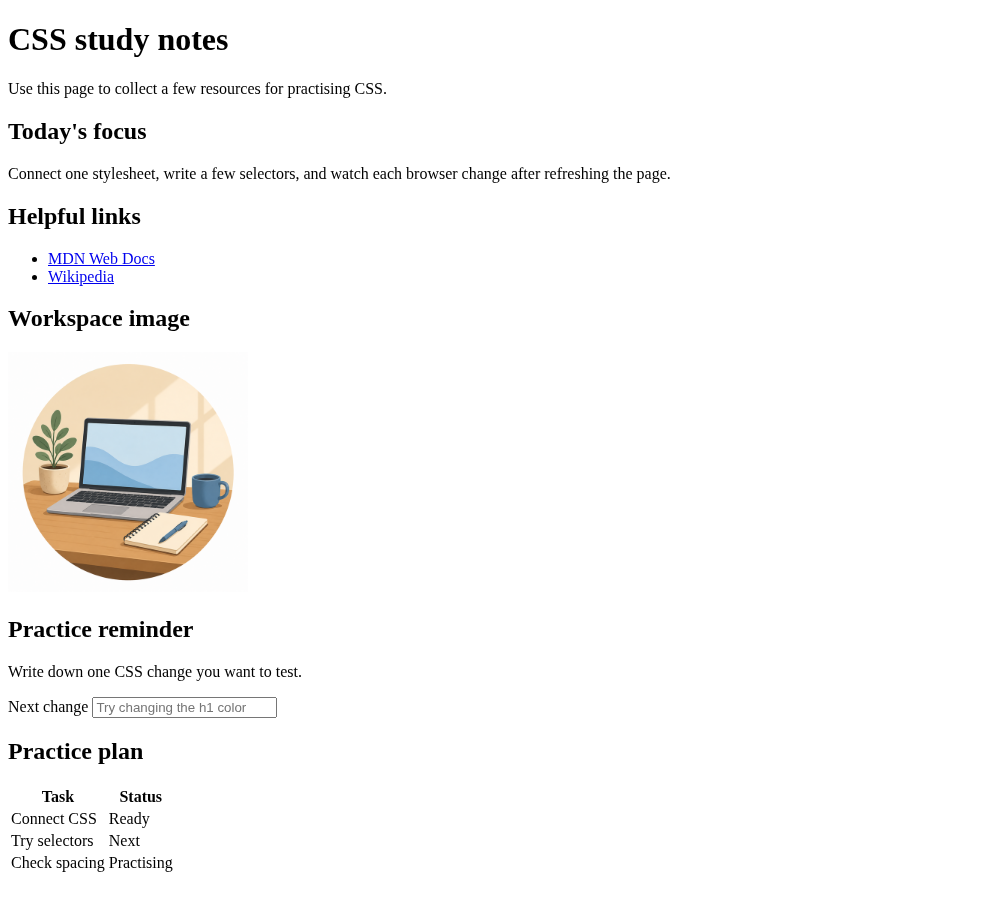 CSS study notes
Use this page to collect a few resources for practising CSS.
Today's focus
Connect one stylesheet, write a few selectors, and watch each browser change after refreshing the page.
Helpful links
MDN Web Docs
Wikipedia
Workspace image
Practice reminder
Write down one CSS change you want to test.
Next change Try changing the h1 color
Practice plan
Task Status
Connect CSS Ready
Try selectors Next
Check spacing Practising